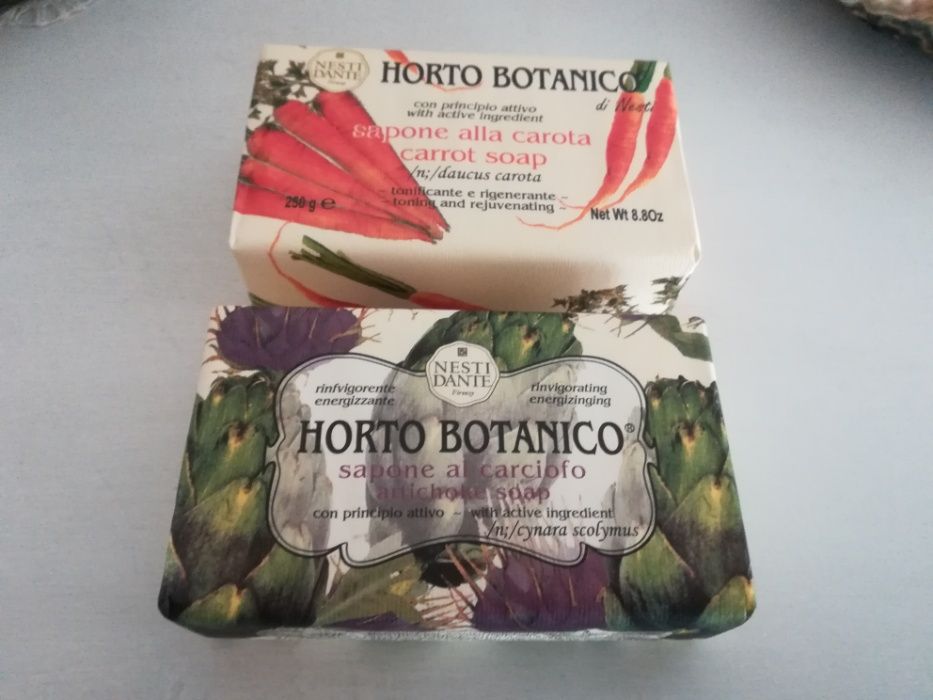 NESTI
DANTE
Firenze
HORTO BOTANICO
di Nesti
con principio attivo
with active ingredient
sapone alla carota
carrot soap
/n;/daucus carota
~ tonificante e rigenerante ~
~ toning and rejuvenating ~
250 g e
Net Wt 8.8Oz
NESTI
DANTE
Firenze
rinfvigorente
energizzante
rinvigorating
energizinging
HORTO BOTANICO®
sapone al carciofo
artichoke soap
con principio attivo ~ with active ingredient
/n;/cynara scolymus